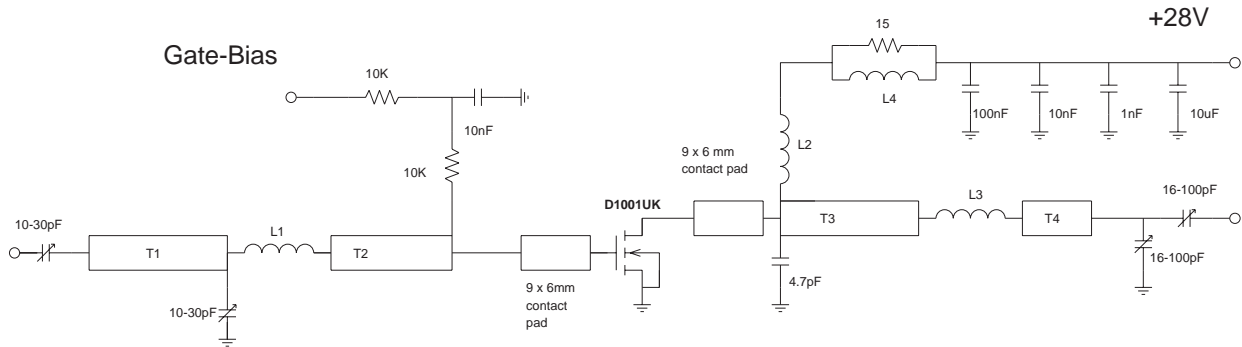 +28V
Gate-Bias
15
10K
L4
10nF
100nF
10nF
1nF
10uF
L2
9 x 6 mm
contact pad
10K
D1001UK
L3
16-100pF
10-30pF
L1
T1
T2
T3
T4
16-100pF
4.7pF
9 x 6mm
contact
pad
10-30pF